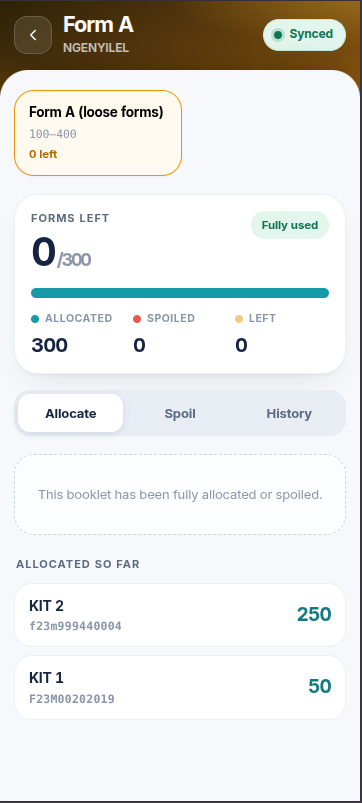 Form A
NGENYILEL
Synced
Form A (loose forms)
100–400
0 left
FORMS LEFT
Fully used
0/300
ALLOCATED
SPOILED
LEFT
300
0
0
Allocate
Spoil
History
This booklet has been fully allocated or spoiled.
ALLOCATED SO FAR
KIT 2
250
f23m999440004
KIT 1
50
F23M00202019